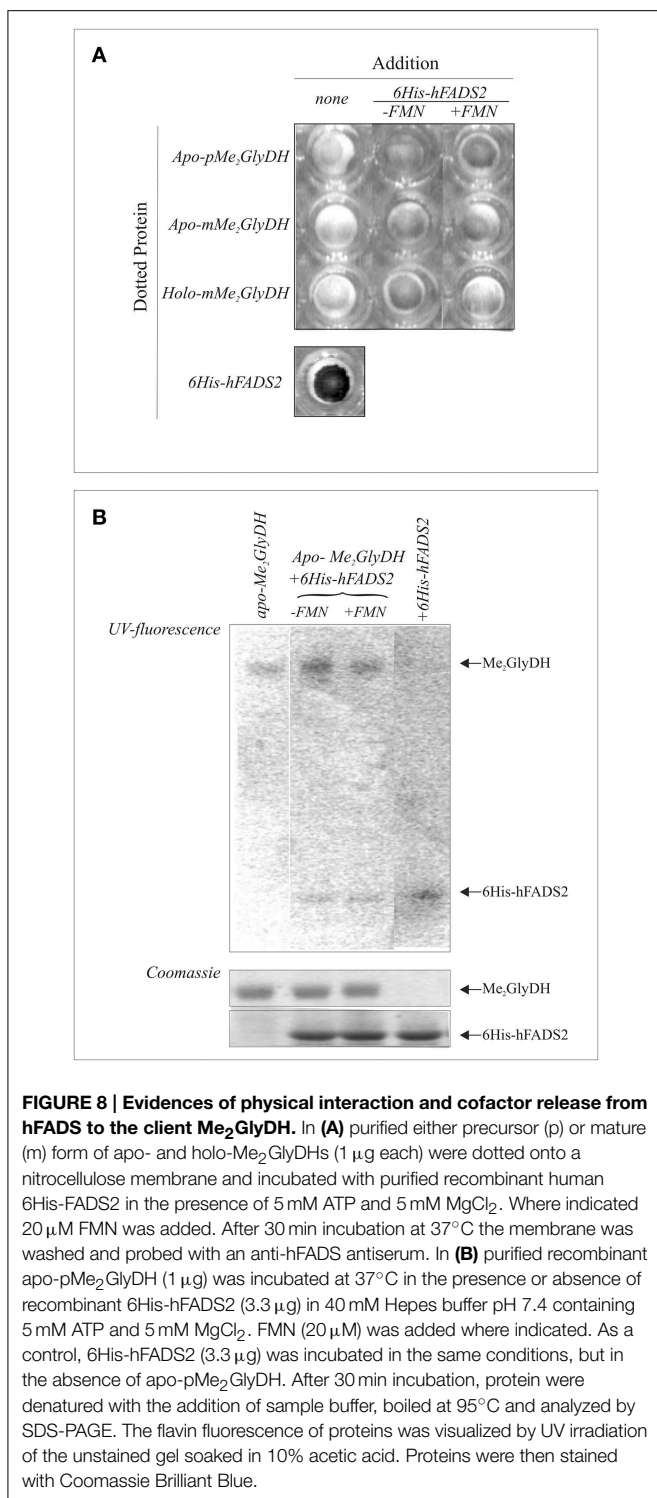 A
Addition
none
6His-hFADS2
-FMN
+FMN
Dotted Protein
Apo-pMe₂GlyDH
Apo-mMe₂GlyDH
Holo-mMe₂GlyDH
6His-hFADS2
B
apo-Me₂GlyDH
Apo- Me₂GlyDH
+6His-hFADS2
-FMN
+FMN
+6His-hFADS2
UV-fluorescence
Me₂GlyDH
6His-hFADS2
Coomassie
Me₂GlyDH
6His-hFADS2
FIGURE 8 | Evidences of physical interaction and cofactor release from
hFADS to the client Me₂GlyDH. In (A) purified either precursor (p) or mature
(m) form of apo- and holo-Me₂GlyDHs (1 μg each) were dotted onto a
nitrocellulose membrane and incubated with purified recombinant human
6His-FADS2 in the presence of 5 mM ATP and 5 mM MgCl₂. Where indicated
20 μM FMN was added. After 30 min incubation at 37°C the membrane was
washed and probed with an anti-hFADS antiserum. In (B) purified recombinant
apo-pMe₂GlyDH (1 μg) was incubated at 37°C in the presence or absence of
recombinant 6His-hFADS2 (3.3 μg) in 40 mM Hepes buffer pH 7.4 containing
5 mM ATP and 5 mM MgCl₂. FMN (20 μM) was added where indicated. As a
control, 6His-hFADS2 (3.3 μg) was incubated in the same conditions, but in
the absence of apo-pMe₂GlyDH. After 30 min incubation, protein were
denatured with the addition of sample buffer, boiled at 95°C and analyzed by
SDS-PAGE. The flavin fluorescence of proteins was visualized by UV irradiation
of the unstained gel soaked in 10% acetic acid. Proteins were then stained
with Coomassie Brilliant Blue.